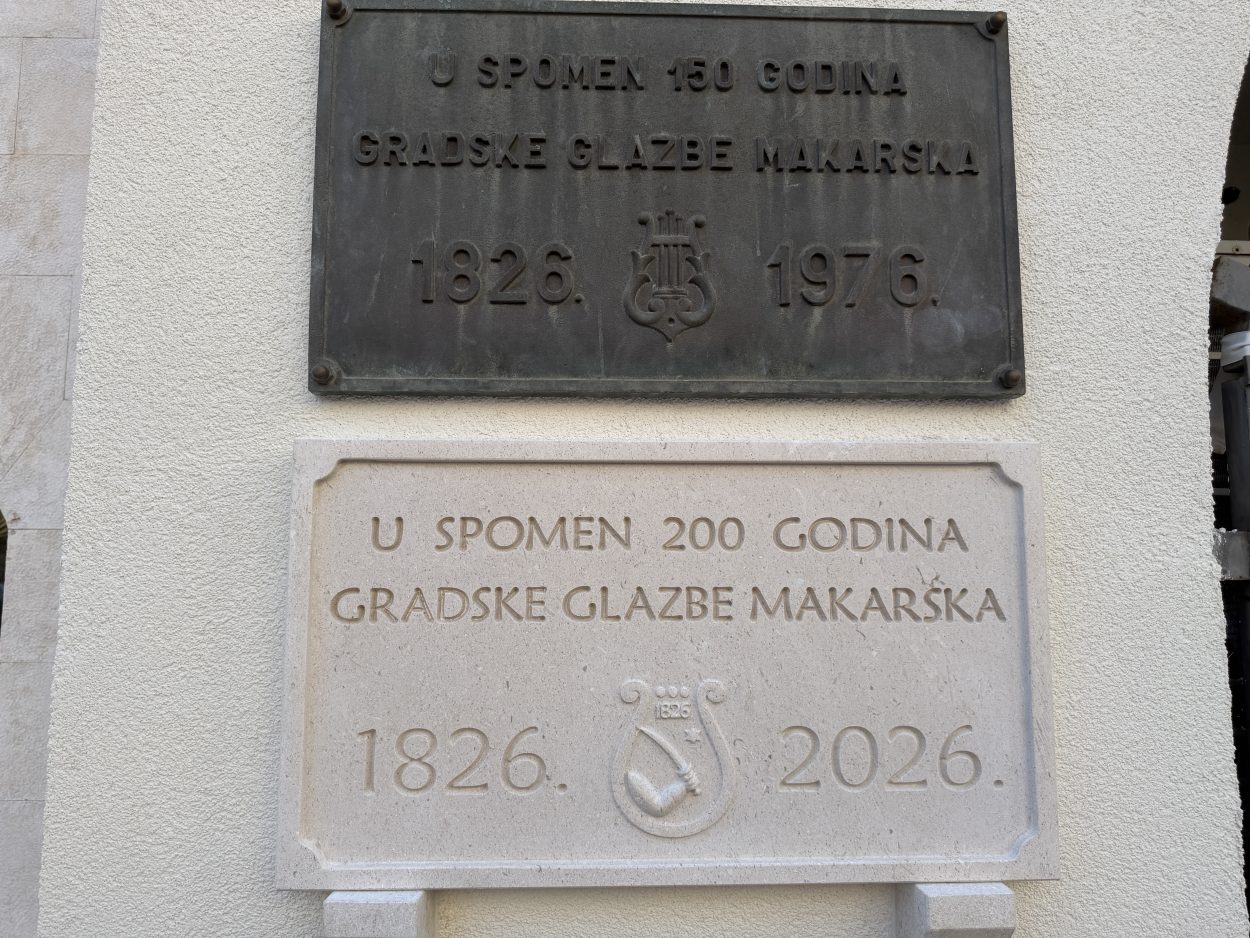 U SPOMEN 150 GODINA
GRADSKE GLAZBE MAKARSKA
1826. 1976.
U SPOMEN 200 GODINA
GRADSKE GLAZBE MAKARSKA
1826
1826. 2026.